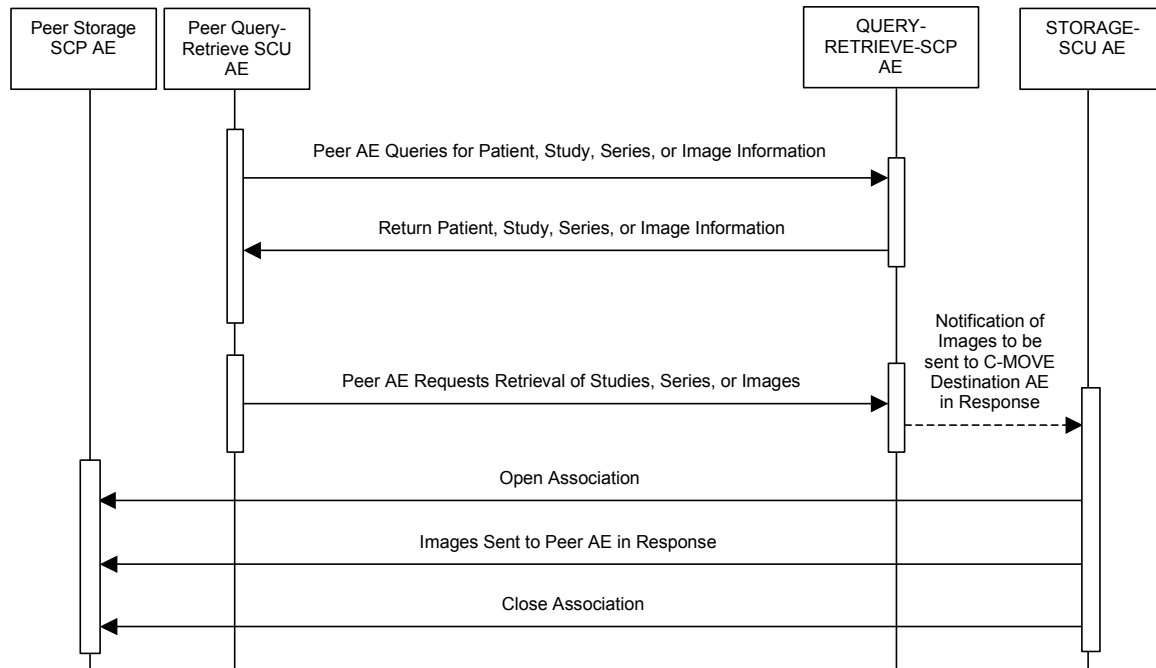 Peer Storage
SCP AE
Peer Query-
Retrieve SCU
AE
QUERY-
RETRIEVE-SCP
AE
STORAGE-
SCU AE
Peer AE Queries for Patient, Study, Series, or Image Information
Return Patient, Study, Series, or Image Information
Notification of
Images to be
sent to C-MOVE
Destination AE
in Response
Peer AE Requests Retrieval of Studies, Series, or Images
Open Association
Images Sent to Peer AE in Response
Close Association